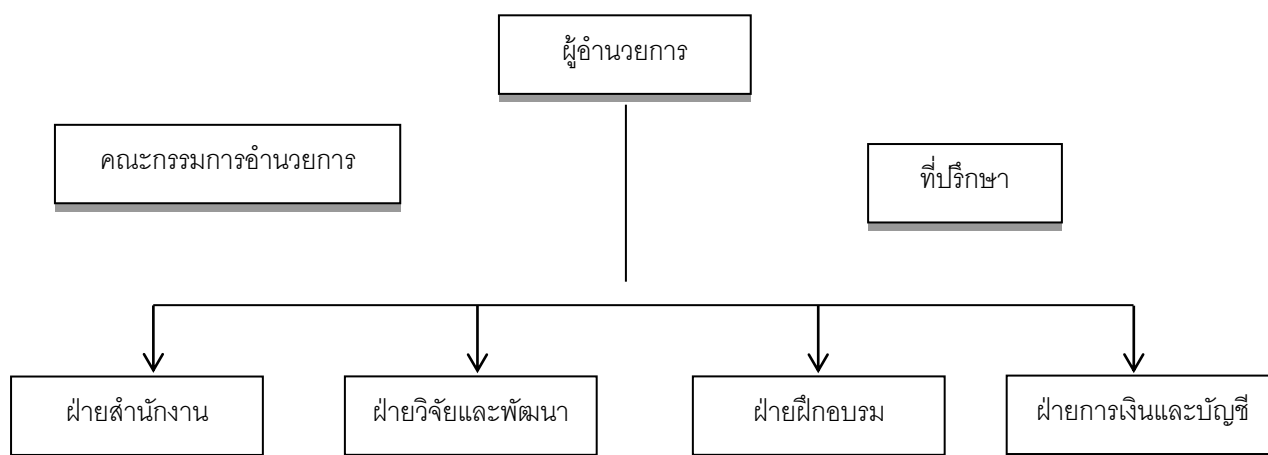 ผู้อำนวยการ
คณะกรรมการอำนวยการ
ที่ปรึกษา
ฝ่ายสำนักงาน
ฝ่ายวิจัยและพัฒนา
ฝ่ายฝึกอบรม
ฝ่ายการเงินและบัญชี